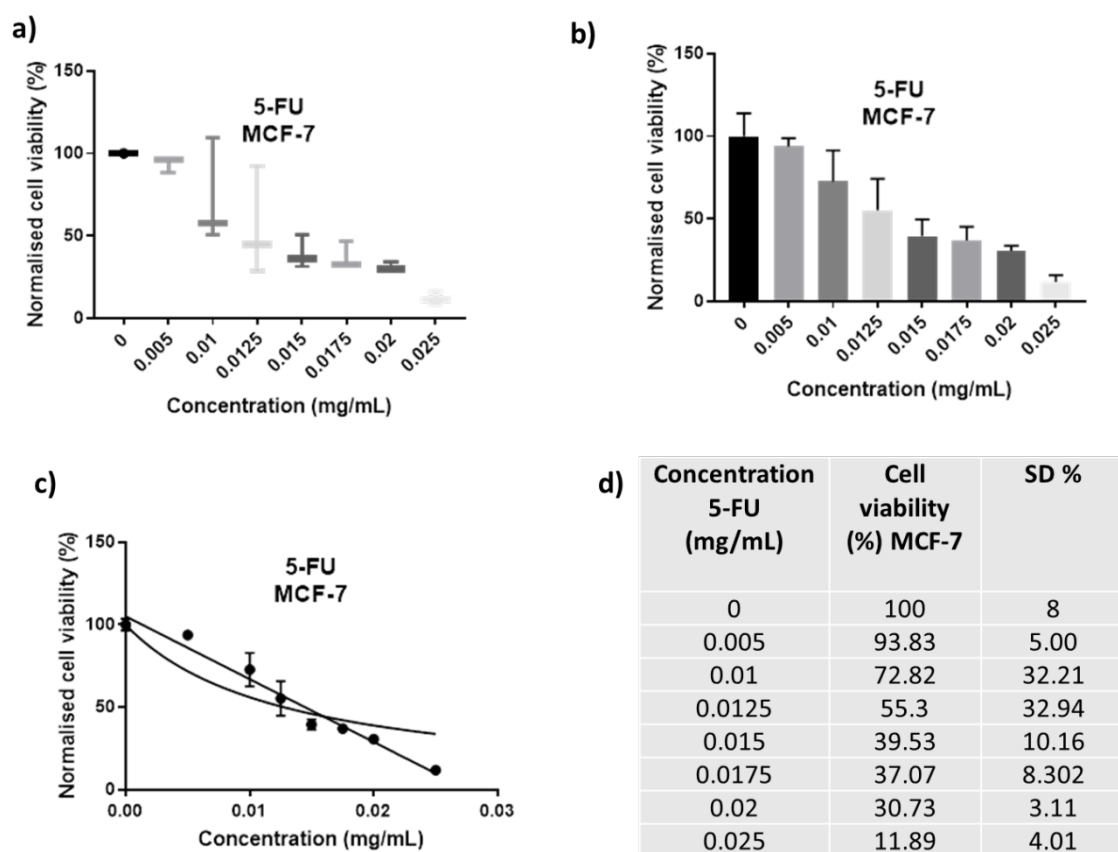 a)
Normalised cell viability (%)
150
100
50
0
5-FU
MCF-7
0
0.005
0.01
0.0125
0.015
0.0175
0.02
0.025
Concentration (mg/mL)
b)
Normalised cell viability (%)
150
100
50
0
5-FU
MCF-7
0
0.005
0.01
0.0125
0.015
0.0175
0.02
0.025
Concentration (mg/mL)
c)
Normalised cell viability (%)
150
100
50
0
5-FU
MCF-7
0.00
0.01
0.02
0.03
Concentration (mg/mL)
d)
Concentration 5-FU (mg/mL) Cell viability (%) MCF-7 SD %
0 100 8
0.005 93.83 5.00
0.01 72.82 32.21
0.0125 55.3 32.94
0.015 39.53 10.16
0.0175 37.07 8.302
0.02 30.73 3.11
0.025 11.89 4.01